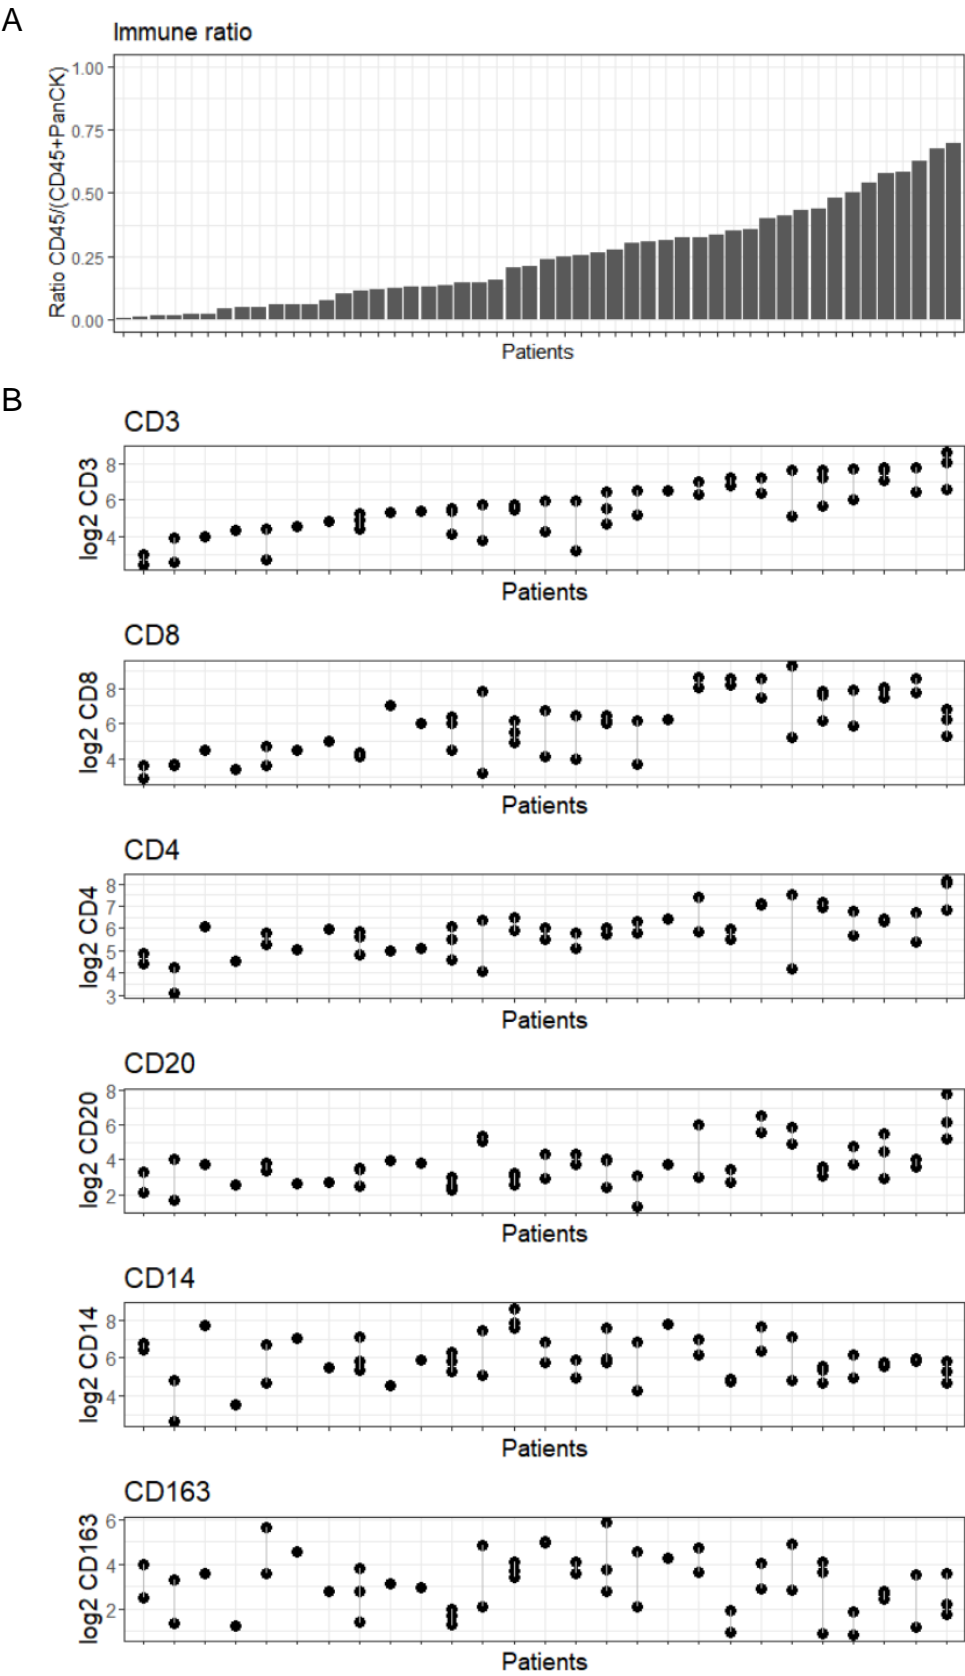 A
Immune ratio
Ratio CD45/(CD45+PanCK)
1.00
0.75
0.50
0.25
0.00
Patients
B
CD3
log2 CD3
8
6
4
Patients
CD8
log2 CD8
8
6
4
Patients
CD4
log2 CD4
8
7
6
5
4
3
Patients
CD20
log2 CD20
8
6
4
2
Patients
CD14
log2 CD14
8
6
4
Patients
CD163
log2 CD163
6
4
2
Patients